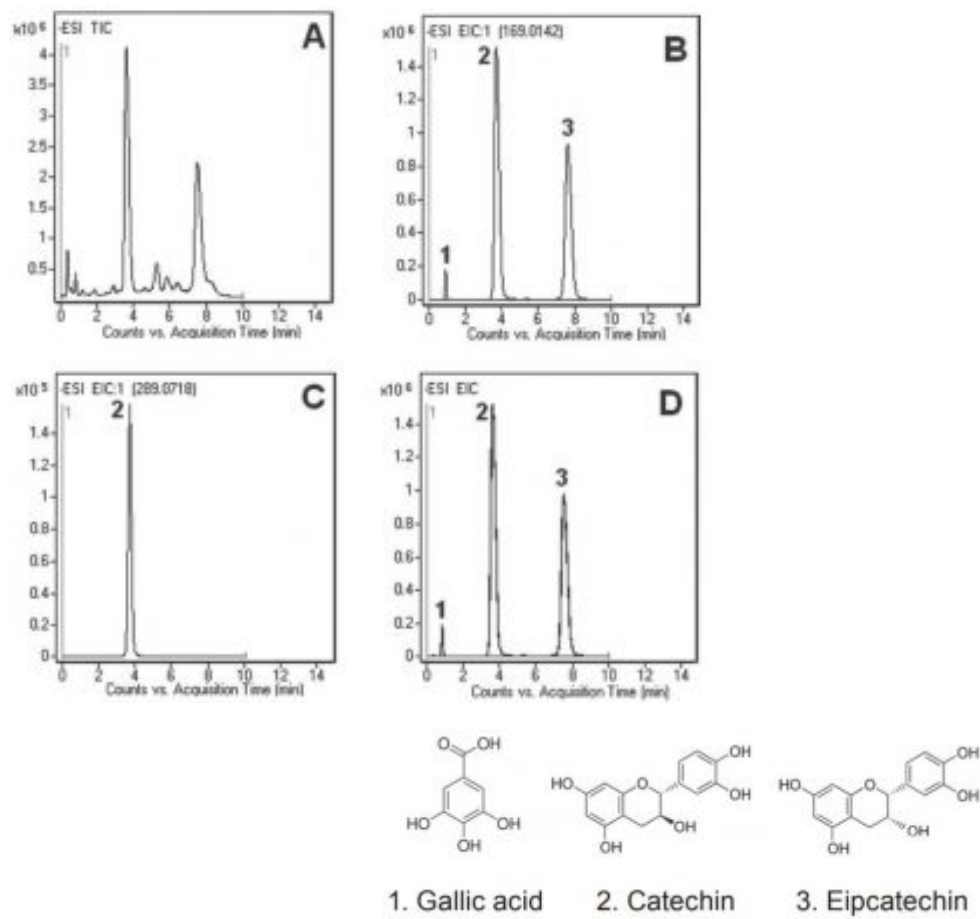 -ESI TIC
A
x10 6
1
4
3.5
3
2.5
2
1.5
1
0.5
0 2 4 6 8 10 12 14
Counts vs. Acquisition Time (min)
-ESI EIC:1 (169.0142)
B
x10 6
1
2
3
1
1.4
1.2
1
0.8
0.6
0.4
0.2
0
0 2 4 6 8 10 12 14
Counts vs. Acquisition Time (min)
-ESI EIC:1 (289.0718)
C
x10 5
1
2
1.4
1.2
1
0.8
0.6
0.4
0.2
0
0 2 4 6 8 10 12 14
Counts vs. Acquisition Time (min)
-ESI EIC
D
x10 6
1
2
3
1
1.4
1.2
1
0.8
0.6
0.4
0.2
0
0 2 4 6 8 10 12 14
Counts vs. Acquisition Time (min)
O OH
HO OH
OH
HO O OH
OH
OH
OH
HO O OH
OH
OH
OH
1. Gallic acid 2. Catechin 3. Eipcatechin